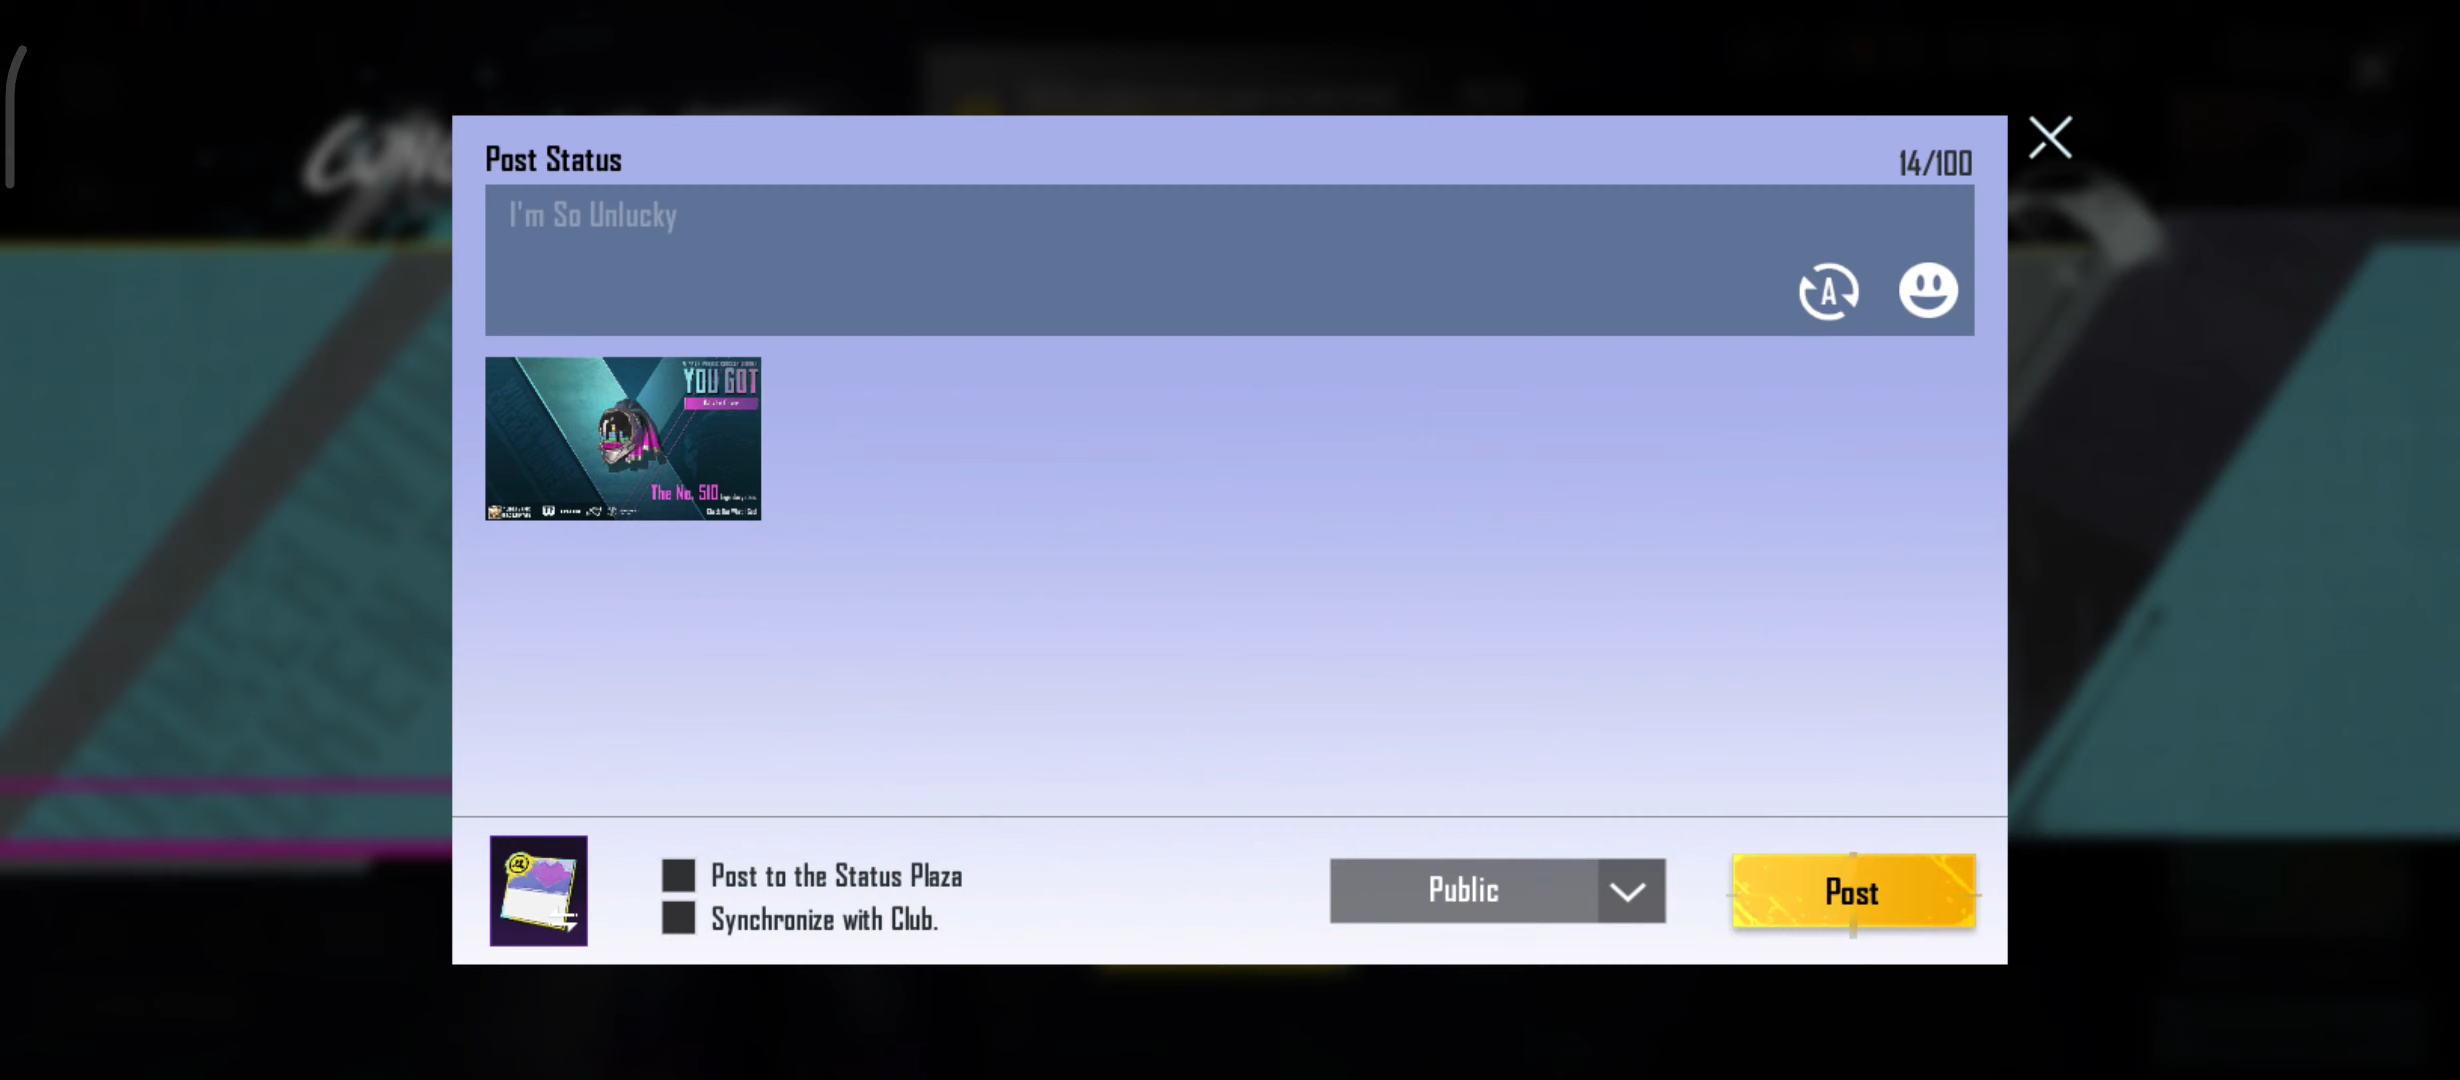 Post Status
14/100
I'm So Unlucky
A
YOU GOT
The No. 510
Post to the Status Plaza
Synchronize with Club.
Public
Post